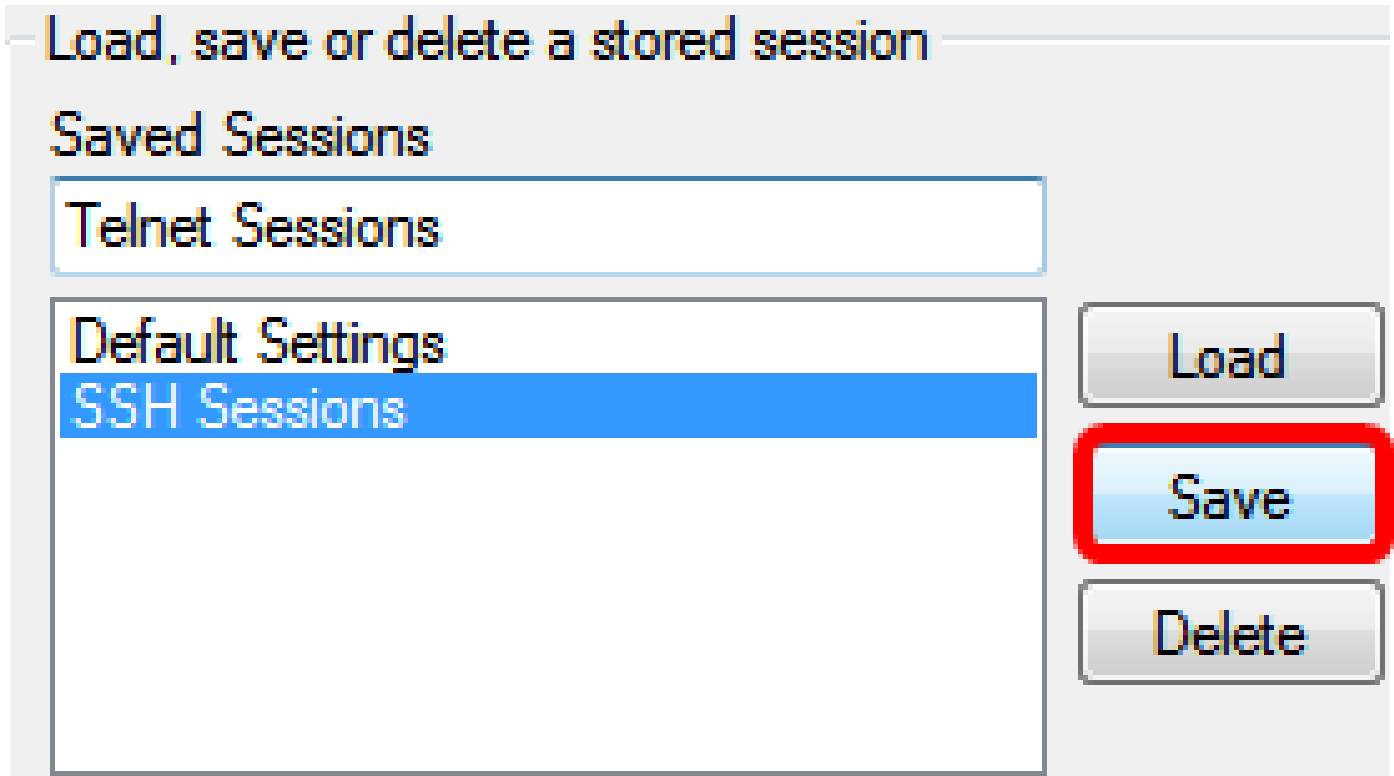 Load, save or delete a stored session
Saved Sessions
Telnet Sessions
Default Settings
SSH Sessions
Load
Save
Delete